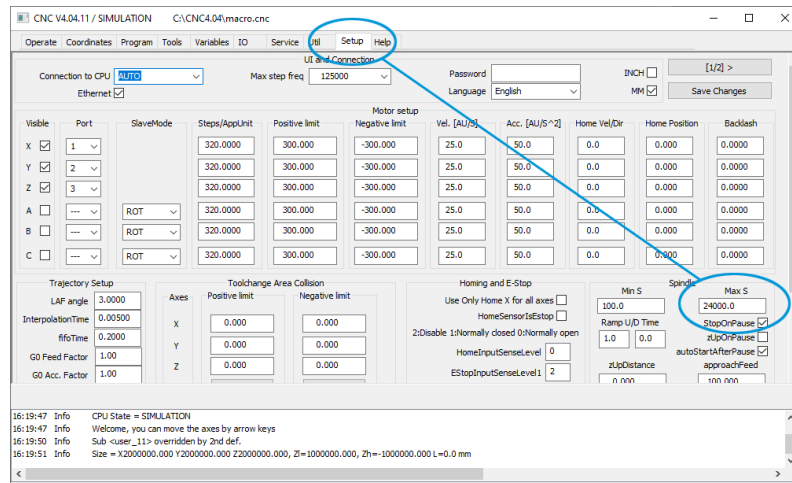 CNC V4.04.11 / SIMULATION C:\CNC4.04\macro.cnc
Operate Coordinates Program Tools Variables IO Service Util Setup Help
UI and Connection
Connection to CPU AUTO Max step freq 125000 Password INCH [1/2] >
Ethernet Language English MM Save Changes
Motor setup
Visible Port SlaveMode Steps/AppUnit Positive limit Negative limit Vel. [AU/S] Acc. [AU/S^2] Home Vel/Dir Home Position Backlash
X 1 320.0000 300.000 -300.000 25.0 50.0 0.0 0.000 0.0000
Y 2 320.0000 300.000 -300.000 25.0 50.0 0.0 0.000 0.0000
Z 3 320.0000 300.000 -300.000 25.0 50.0 0.0 0.000 0.0000
A --- ROT 320.0000 300.000 -300.000 25.0 50.0 0.0 0.000 0.0000
B --- ROT 320.0000 300.000 -300.000 25.0 50.0 0.0 0.000 0.0000
C --- ROT 320.0000 300.000 -300.000 25.0 50.0 0.0 0.000 0.0000
Trajectory Setup Toolchange Area Collision Homing and E-Stop Spindle
LAF angle 3.0000 Axes Positive limit Negative limit Use Only Home X for all axes Min S Max S
100.0 24000.0
InterpolationTime 0.00500 X 0.000 0.000 HomeSensorIsEstop Ramp U/D Time StopOnPause
fifoTime 0.2000 Y 0.000 0.000 2:Disable 1:Normally closed 0:Normally open 1.0 0.0 zUpOnPause
G0 Feed Factor 1.00 HomeInputSenseLevel 0 autoStartAfterPause
G0 Acc. Factor 1.00 Z 0.000 0.000 EStopInputSenseLevel1 2 zUpDistance approachFeed
0.000 100.000
16:19:47 Info CPU State = SIMULATION
16:19:47 Info Welcome, you can move the axes by arrow keys
16:19:50 Info Sub <user_11> overridden by 2nd def.
16:19:51 Info Size = X2000000.000 Y2000000.000 Z2000000.000, Zl=1000000.000, Zh=-1000000.000 L=0.0 mm